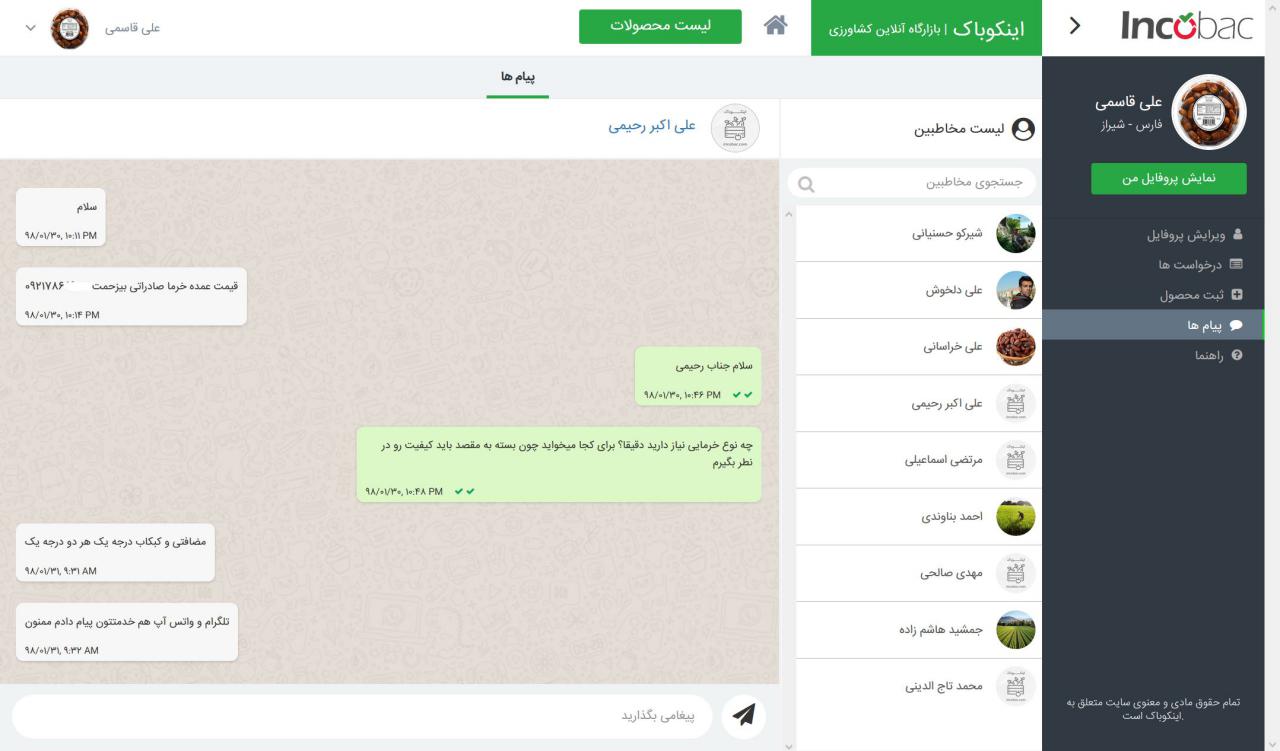 Incobac
اینکوباک | بازارگاه آنلاین کشاورزی
لیست محصولات
علی قاسمی
علی قاسمی
فارس - شیراز
نمایش پروفایل من
ویرایش پروفایل
درخواست ها
ثبت محصول
پیام ها
راهنما
تمام حقوق مادی و معنوی سایت متعلق به
اینکوباک است.
پیام ها
لیست مخاطبین
جستجوی مخاطبین
شیرکو حسنیانی
علی دلخوش
علی خراسانی
علی اکبر رحیمی
مرتضی اسماعیلی
احمد بناوندی
مهدی صالحی
جمشید هاشم زاده
محمد تاج الدینی
علی اکبر رحیمی
سلام
۹۸/۰۱/۳۰, ۱۰:۱۱ PM
قیمت عمده خرما صادراتی بیزحمت ۰۹۲۱۷۸۶
۹۸/۰۱/۳۰, ۱۰:۱۴ PM
سلام جناب رحیمی
۹۸/۰۱/۳۰, ۱۰:۴۶ PM
چه نوع خرمایی نیاز دارید دقیقا؟ برای کجا میخواید چون بسته به مقصد باید کیفیت رو در
نطر بگیرم
۹۸/۰۱/۳۰, ۱۰:۴۸ PM
مضافتی و کبکاب درجه یک هر دو درجه یک
۹۸/۰۱/۳۱, ۹:۳۱ AM
تلگرام و واتس آپ هم خدمتتون پیام دادم ممنون
۹۸/۰۱/۳۱, ۹:۳۲ AM
پیغامی بگذارید